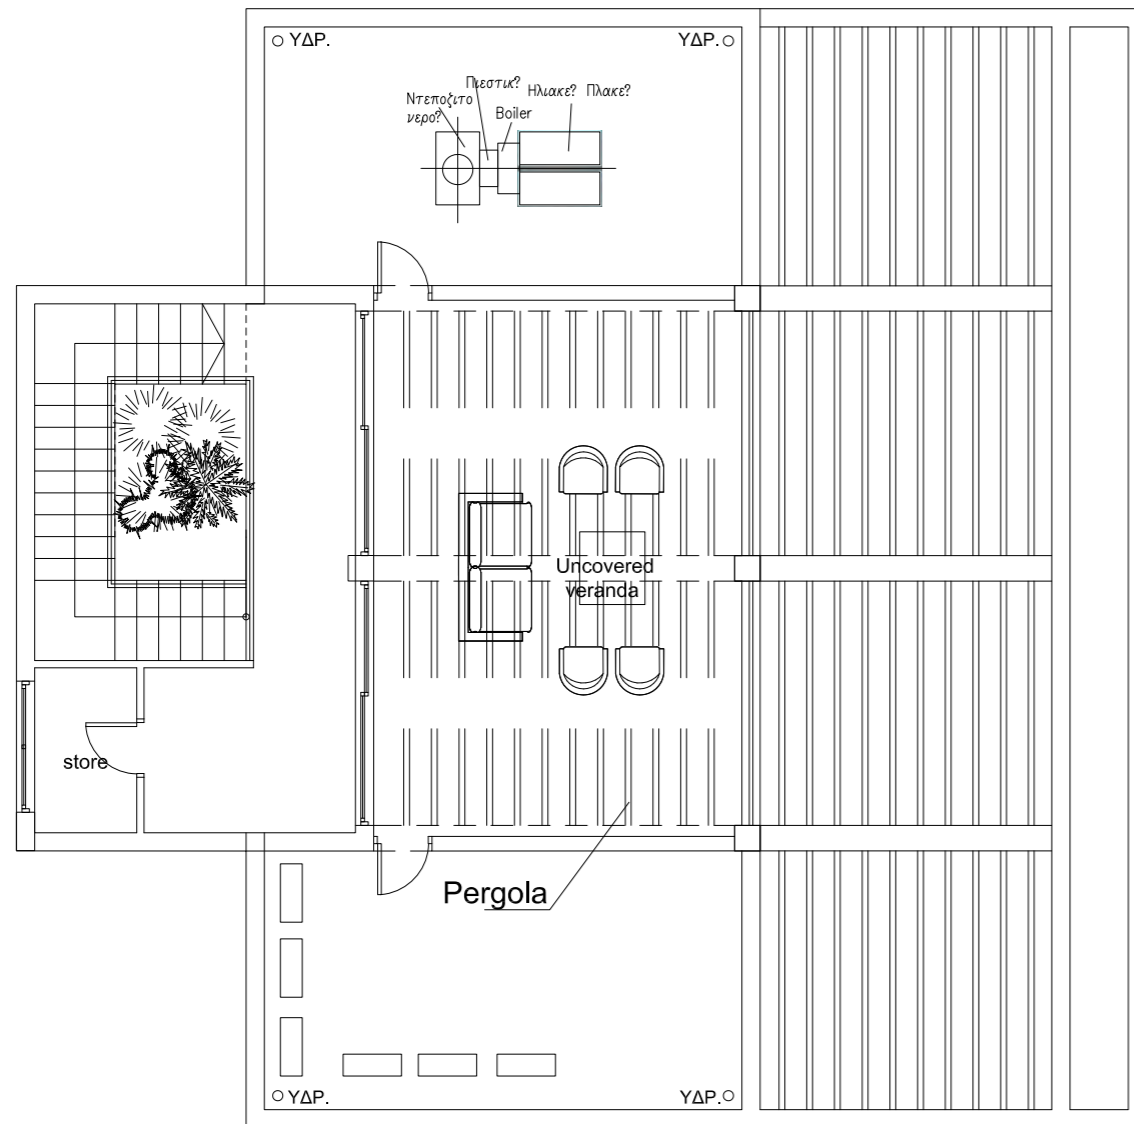 ΥΔΡ.
ΥΔΡ.
Πιεστικ?
Ηλιακε? Πλακε?
Ντεποζιτο
νερο?
Boiler
Uncovered
veranda
store
Pergola
ΥΔΡ.
ΥΔΡ.